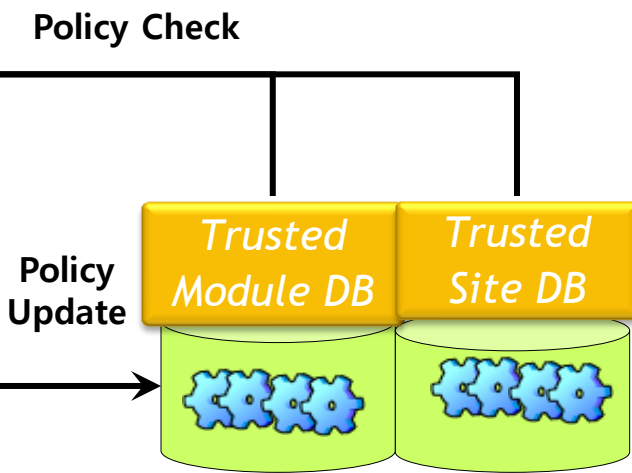 Policy Check
Trusted
Module DB
Trusted
Site DB
Policy
Update